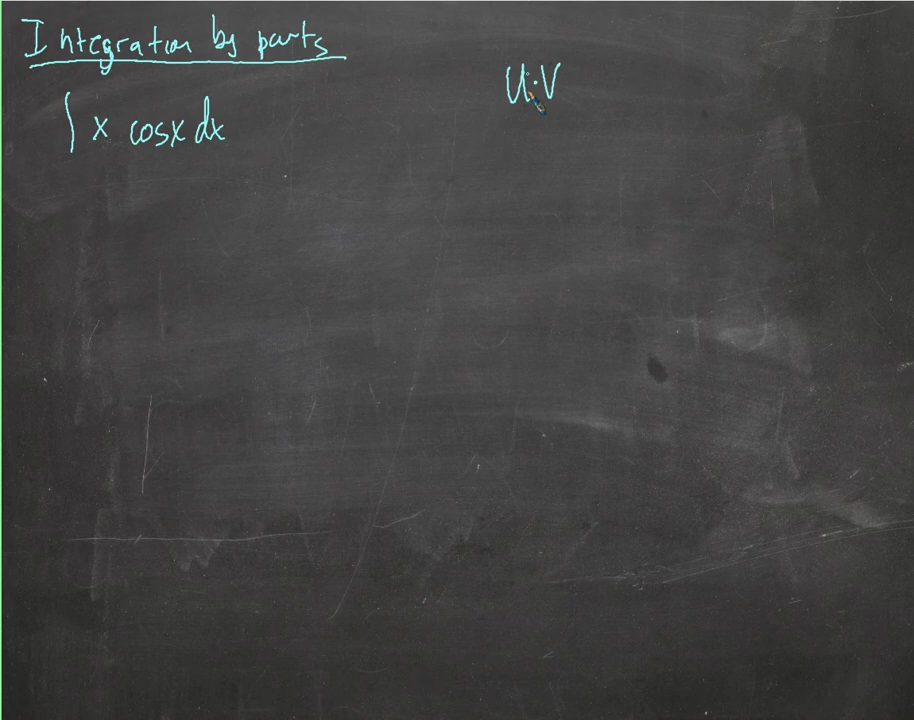 Integration by parts
∫ x cosx dx
U·V